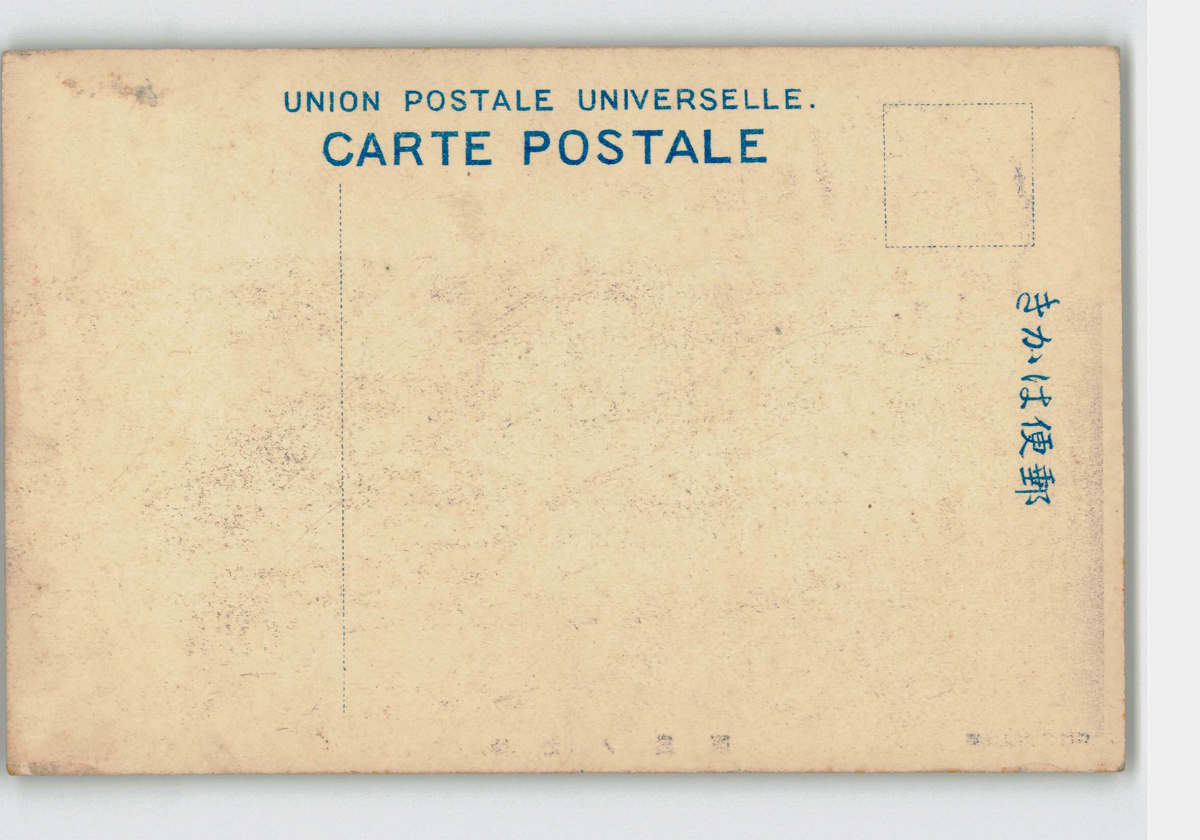 UNION POSTALE UNIVERSELLE.
CARTE POSTALE
郵便はかき